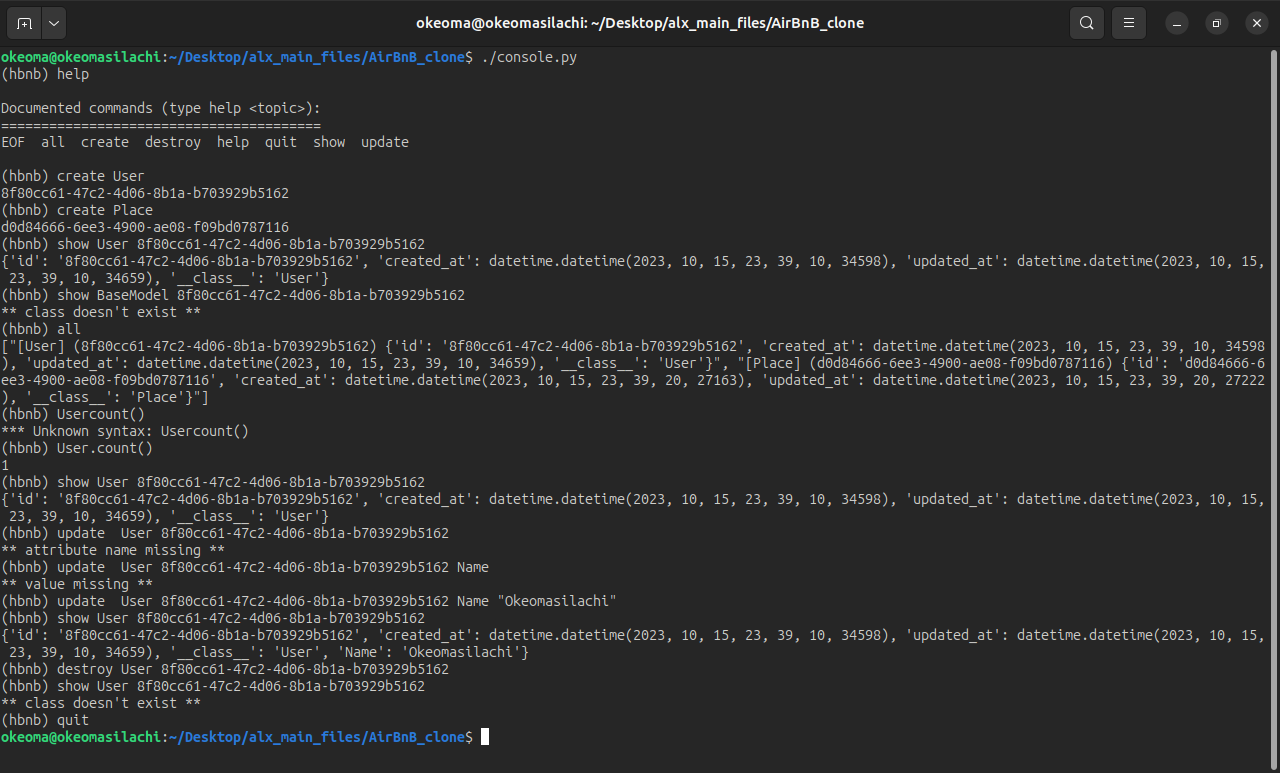 okeoma@okeomasilachi: ~/Desktop/alx_main_files/AirBnB_clone
okeoma@okeomasilachi:~/Desktop/alx_main_files/AirBnB_clone$ ./console.py
(hbnb) help
Documented commands (type help <topic>):
========================================
EOF  all  create  destroy  help  quit  show  update
(hbnb) create User
8f80cc61-47c2-4d06-8b1a-b703929b5162
(hbnb) create Place
d0d84666-6ee3-4900-ae08-f09bd0787116
(hbnb) show User 8f80cc61-47c2-4d06-8b1a-b703929b5162
{'id': '8f80cc61-47c2-4d06-8b1a-b703929b5162', 'created_at': datetime.datetime(2023, 10, 15, 23, 39, 10, 34598), 'updated_at': datetime.datetime(2023, 10, 15,
 23, 39, 10, 34659), '__class__': 'User'}
(hbnb) show BaseModel 8f80cc61-47c2-4d06-8b1a-b703929b5162
** class doesn't exist **
(hbnb) all
["[User] (8f80cc61-47c2-4d06-8b1a-b703929b5162) {'id': '8f80cc61-47c2-4d06-8b1a-b703929b5162', 'created_at': datetime.datetime(2023, 10, 15, 23, 39, 10, 34598
), 'updated_at': datetime.datetime(2023, 10, 15, 23, 39, 10, 34659), '__class__': 'User'}", "[Place] (d0d84666-6ee3-4900-ae08-f09bd0787116) {'id': 'd0d84666-6
ee3-4900-ae08-f09bd0787116', 'created_at': datetime.datetime(2023, 10, 15, 23, 39, 20, 27163), 'updated_at': datetime.datetime(2023, 10, 15, 23, 39, 20, 27222
), '__class__': 'Place'}"]
(hbnb) Usercount()
*** Unknown syntax: Usercount()
(hbnb) User.count()
1
(hbnb) show User 8f80cc61-47c2-4d06-8b1a-b703929b5162
{'id': '8f80cc61-47c2-4d06-8b1a-b703929b5162', 'created_at': datetime.datetime(2023, 10, 15, 23, 39, 10, 34598), 'updated_at': datetime.datetime(2023, 10, 15,
 23, 39, 10, 34659), '__class__': 'User'}
(hbnb) update  User 8f80cc61-47c2-4d06-8b1a-b703929b5162
** attribute name missing **
(hbnb) update  User 8f80cc61-47c2-4d06-8b1a-b703929b5162 Name
** value missing **
(hbnb) update  User 8f80cc61-47c2-4d06-8b1a-b703929b5162 Name "Okeomasilachi"
(hbnb) show User 8f80cc61-47c2-4d06-8b1a-b703929b5162
{'id': '8f80cc61-47c2-4d06-8b1a-b703929b5162', 'created_at': datetime.datetime(2023, 10, 15, 23, 39, 10, 34598), 'updated_at': datetime.datetime(2023, 10, 15,
 23, 39, 10, 34659), '__class__': 'User', 'Name': 'Okeomasilachi'}
(hbnb) destroy User 8f80cc61-47c2-4d06-8b1a-b703929b5162
(hbnb) show User 8f80cc61-47c2-4d06-8b1a-b703929b5162
** class doesn't exist **
(hbnb) quit
okeoma@okeomasilachi:~/Desktop/alx_main_files/AirBnB_clone$